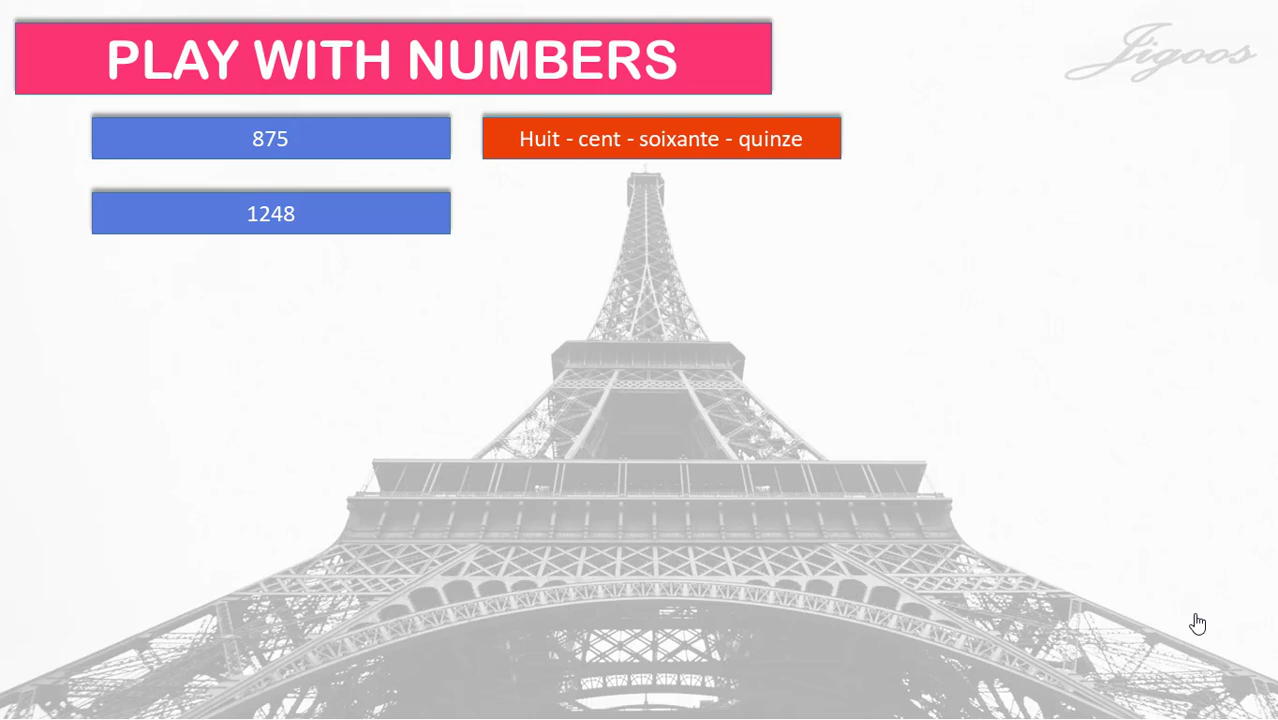 PLAY WITH NUMBERS
Jigoos
875
Huit - cent - soixante - quinze
1248